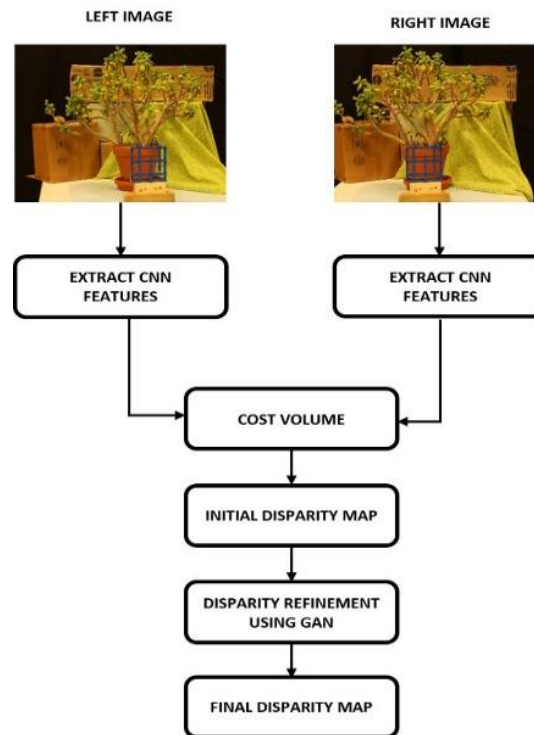 LEFT IMAGE
RIGHT IMAGE
EXTRACT CNN
FEATURES
EXTRACT CNN
FEATURES
COST VOLUME
INITIAL DISPARITY MAP
DISPARITY REFINEMENT
USING GAN
FINAL DISPARITY MAP